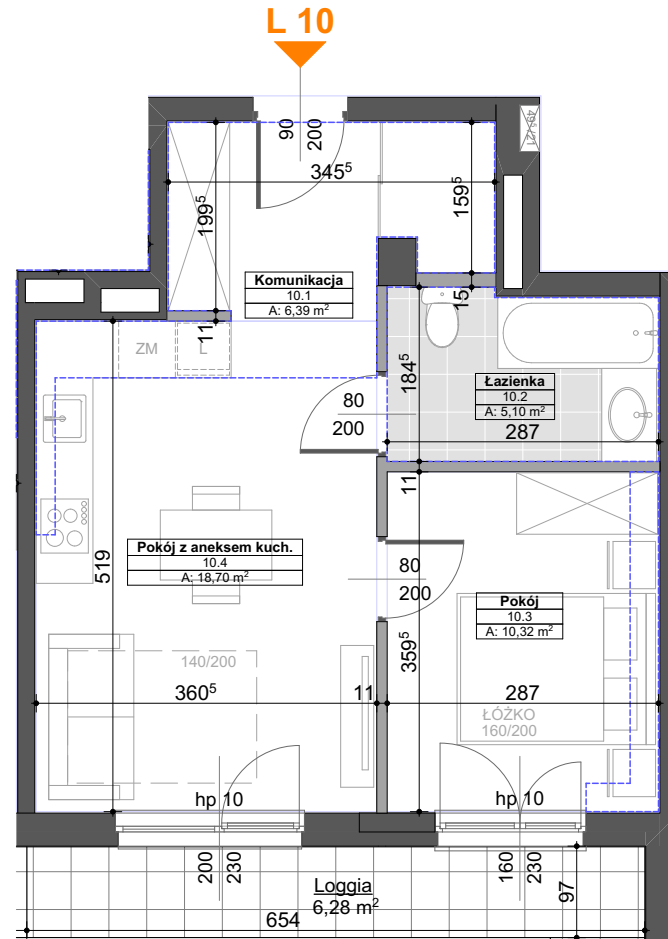 L 10
49⁵/21
90
200
345⁵
199⁵
159⁵
Komunikacja
10.1
A: 6,39 m²
15
11
ZM
L
184⁵
Łazienka
10.2
A: 5,10 m²
80
200
287
11
519
Pokój z aneksem kuch.
10.4
A: 18,70 m²
80
200
Pokój
10.3
A: 10,32 m²
359⁵
140/200
360⁵
11
287
ŁÓŻKO
160/200
hp 10
hp 10
200
230
160
230
Loggia
6,28 m²
97
654